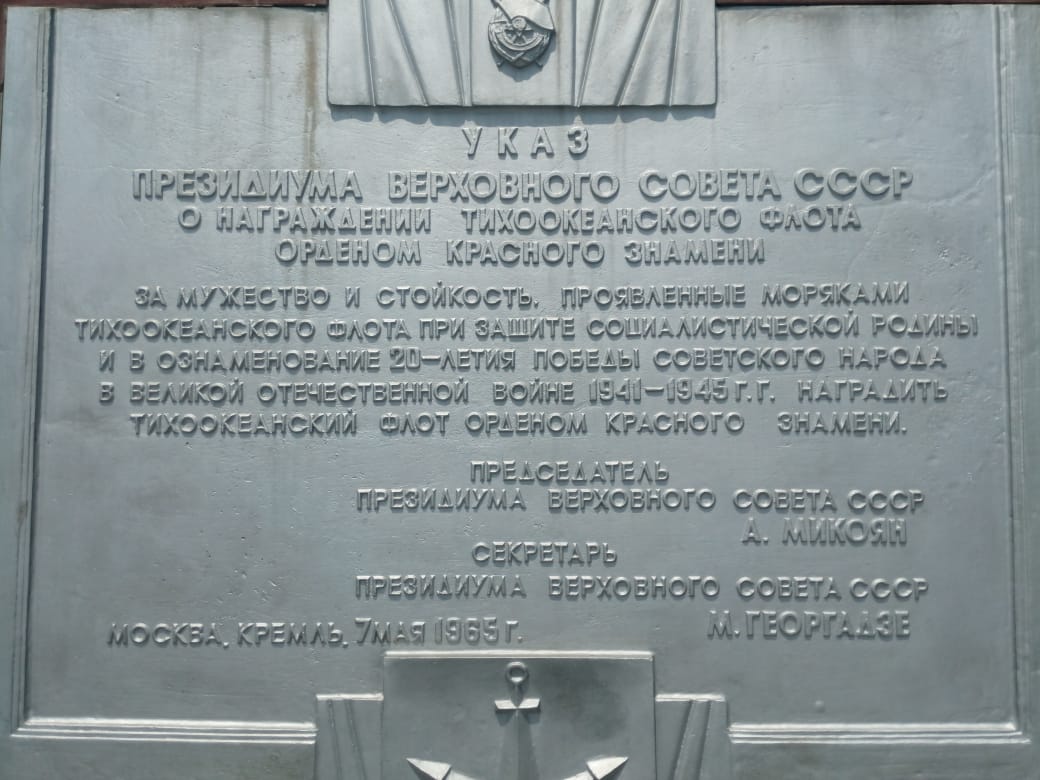 УКАЗ
ПРЕЗИДИУМА ВЕРХОВНОГО СОВЕТА СССР
О НАГРАЖДЕНИИ ТИХООКЕАНСКОГО ФЛОТА
ОРДЕНОМ КРАСНОГО ЗНАМЕНИ
ЗА МУЖЕСТВО И СТОЙКОСТЬ, ПРОЯВЛЕННЫЕ МОРЯКАМИ
ТИХООКЕАНСКОГО ФЛОТА ПРИ ЗАЩИТЕ СОЦИАЛИСТИЧЕСКОЙ РОДИНЫ
И В ОЗНАМЕНОВАНИЕ 20-ЛЕТИЯ ПОБЕДЫ СОВЕТСКОГО НАРОДА
В ВЕЛИКОЙ ОТЕЧЕСТВЕННОЙ ВОЙНЕ 1941-1945 Г.Г. НАГРАДИТЬ
ТИХООКЕАНСКИЙ ФЛОТ ОРДЕНОМ КРАСНОГО ЗНАМЕНИ.
ПРЕДСЕДАТЕЛЬ
ПРЕЗИДИУМА ВЕРХОВНОГО СОВЕТА СССР
А. МИКОЯН
СЕКРЕТАРЬ
ПРЕЗИДИУМА ВЕРХОВНОГО СОВЕТА СССР
М. ГЕОРГАДЗЕ
МОСКВА, КРЕМЛЬ, 7 МАЯ 1965 Г.